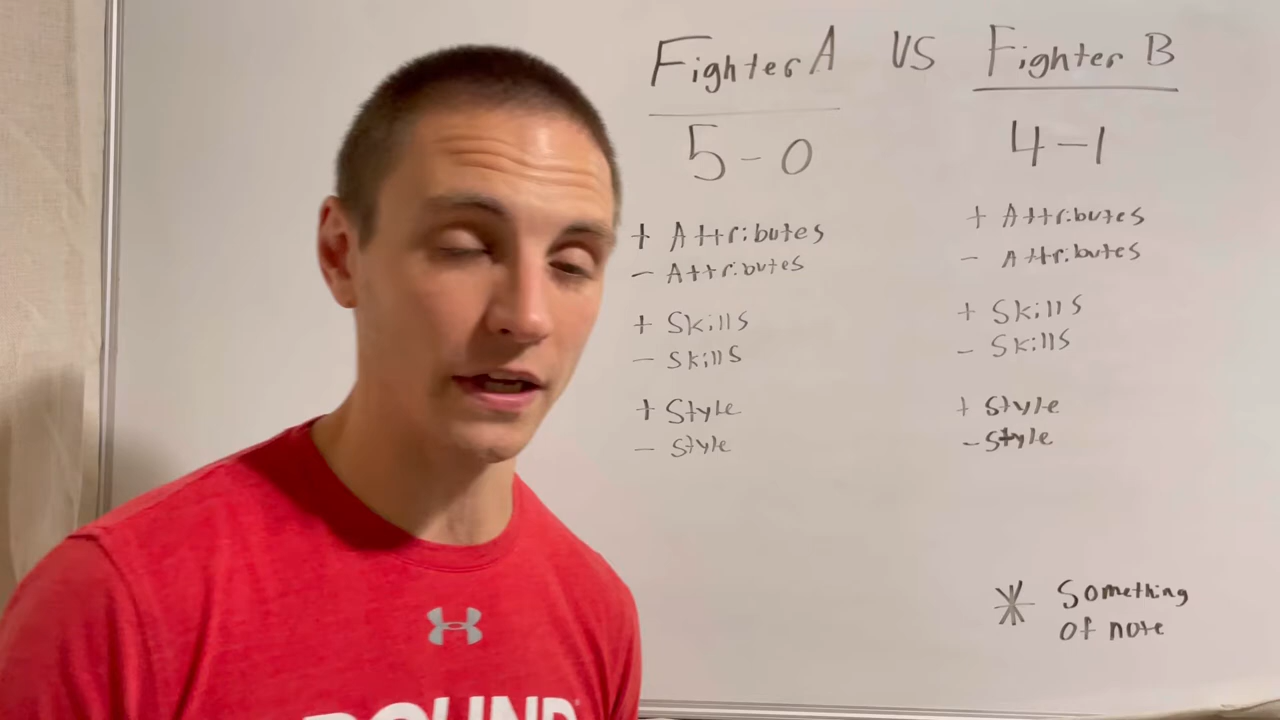 Fighter A VS Fighter B
5-0
4-1
+ Attributes
- Attributes
+ Skills
- Skills
+ Style
- Style
+ Attributes
- Attributes
+ Skills
- Skills
+ Style
- Style
* Something
of note